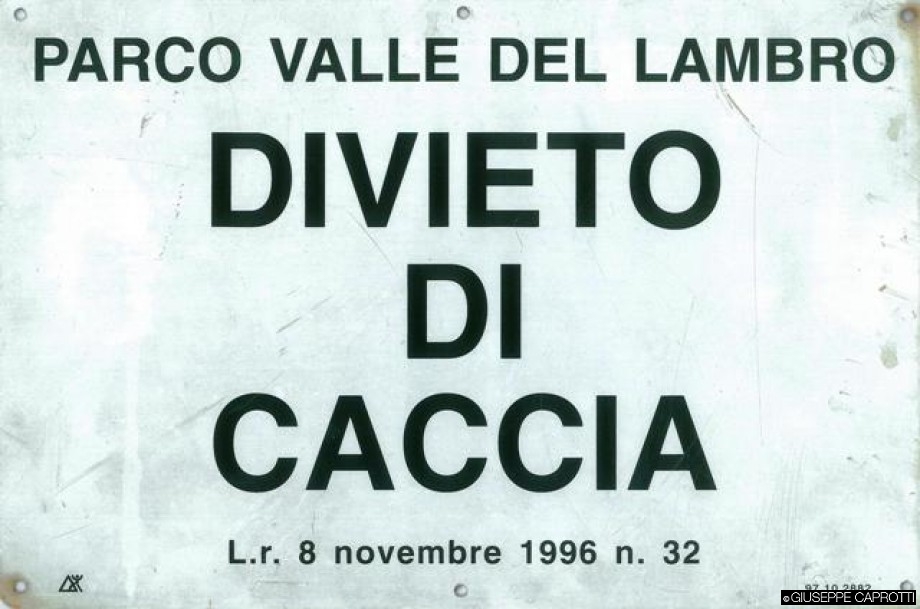 PARCO VALLE DEL LAMBRO
DIVIETO
DI
CACCIA
L.r. 8 novembre 1996 n. 32
©GIUSEPPE CAPROTTI